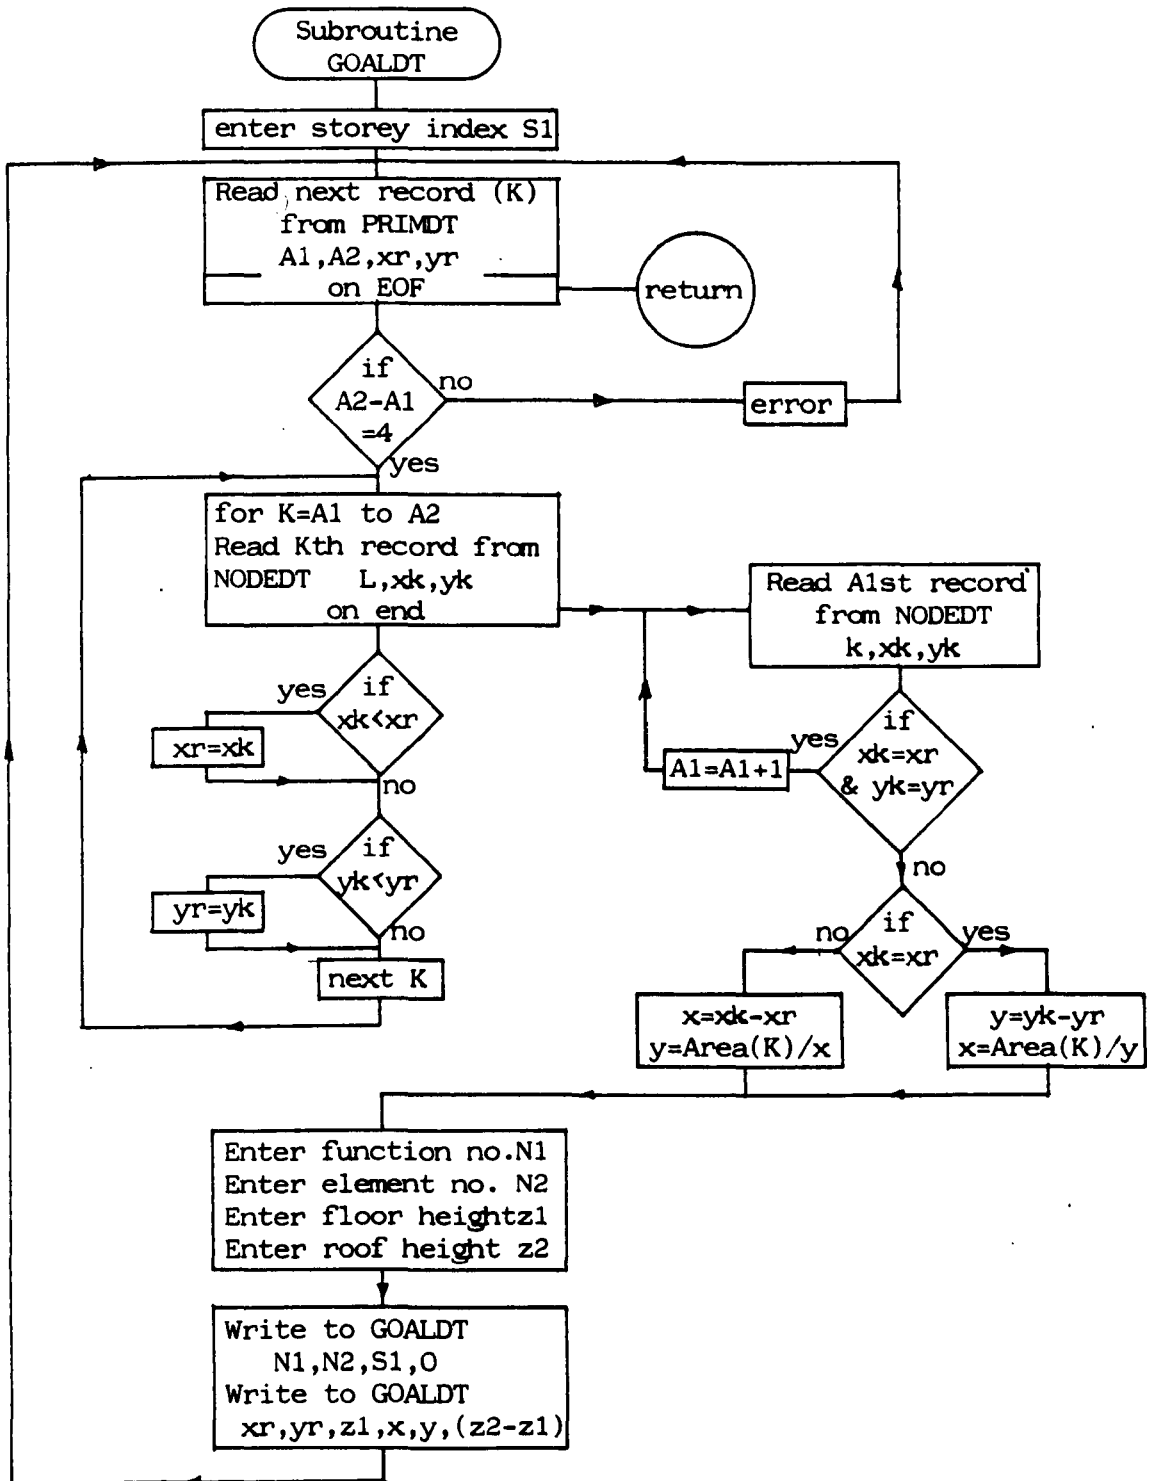 Subroutine
GOALDT
enter storey index S1
Read next record (K)
from PRIMDT
A1,A2,xr,yr
on EOF
return
if
A2-A1
=4
no
error
yes
for K=A1 to A2
Read Kth record from
NODEDT L,xk,yk
on end
Read A1st record
from NODEDT
k,xk,yk
yes
if
xk<xr
xr=xk
no
yes
if
xk=xr
& yk=yr
A1=A1+1
no
yes
if
yk<yr
yr=yk
no
next K
no
if
xk=xr
yes
x=xk-xr
y=Area(K)/x
y=yk-yr
x=Area(K)/y
Enter function no.N1
Enter element no. N2
Enter floor heightz1
Enter roof height z2
Write to GOALDT
N1,N2,S1,0
Write to GOALDT
xr,yr,z1,x,y,(z2-z1)